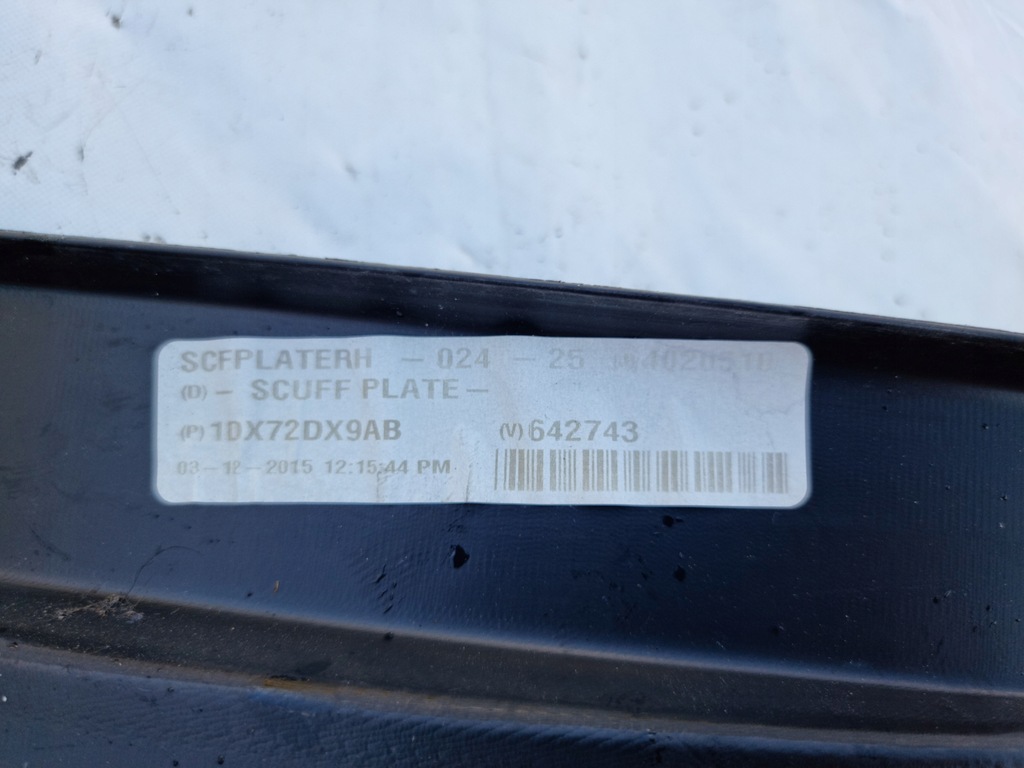 SCFPLATERH - 024 - 25
(D) - SCUFF PLATE -
(P) 1DX72DX9AB (V) 642743
03-12-2015 12:15:44 PM